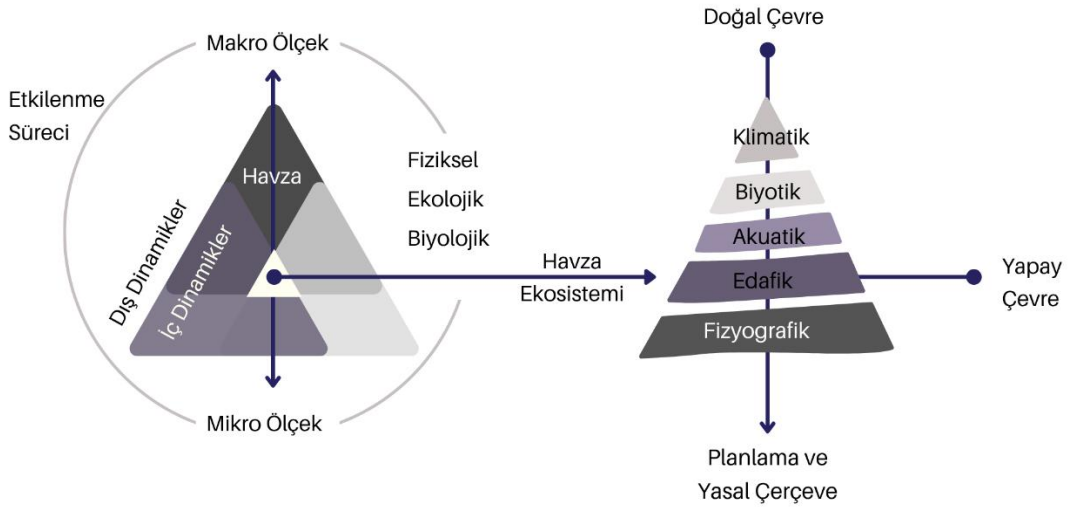 Makro Ölçek
Etkilenme
Süreci
Havza
Dış Dinamikler
İç Dinamikler
Fiziksel
Ekolojik
Biyolojik
Mikro Ölçek
Havza
Ekosistemi
Doğal Çevre
Klimatik
Biyotik
Akuatik
Edafik
Fizyografik
Yapay
Çevre
Planlama ve
Yasal Çerçeve